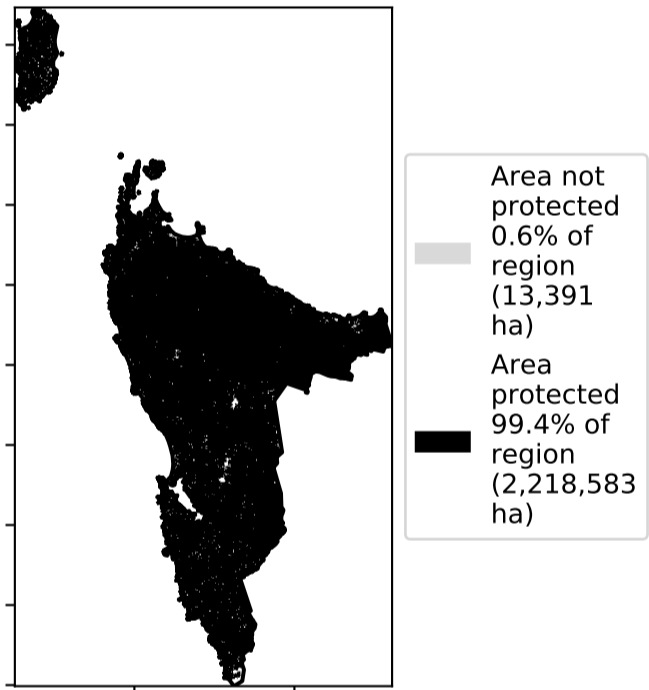 Area not
protected
0.6% of
region
(13,391
ha)
Area
protected
99.4% of
region
(2,218,583
ha)